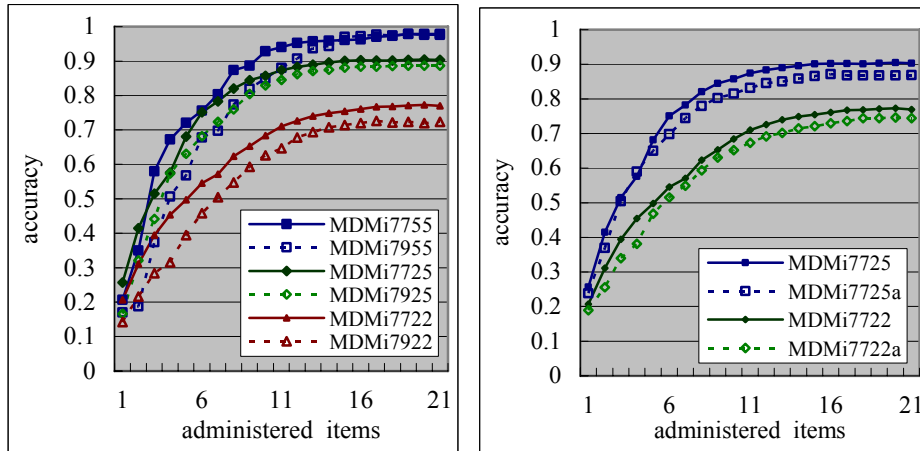 1
0.9
0.8
0.7
0.6
0.5
0.4
0.3
0.2
0.1
0
accuracy
1 6 11 16 21
administered items
MDMi7755
MDMi7955
MDMi7725
MDMi7925
MDMi7722
MDMi7922
1
0.9
0.8
0.7
0.6
0.5
0.4
0.3
0.2
0.1
0
accuracy
1 6 11 16 21
administered items
MDMi7725
MDMi7725a
MDMi7722
MDMi7722a